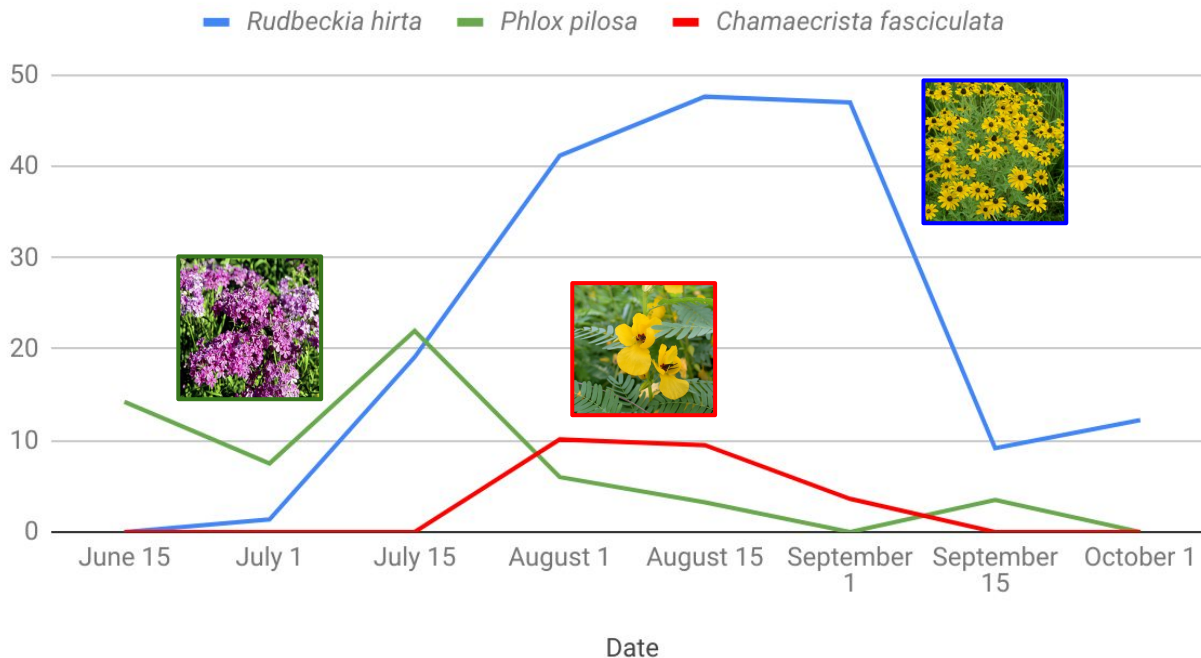 Rudbeckia hirta Phlox pilosa Chamaecrista fasciculata
50
40
30
20
10
0
June 15 July 1 July 15 August 1 August 15 September 1 September 15 October 1
Date